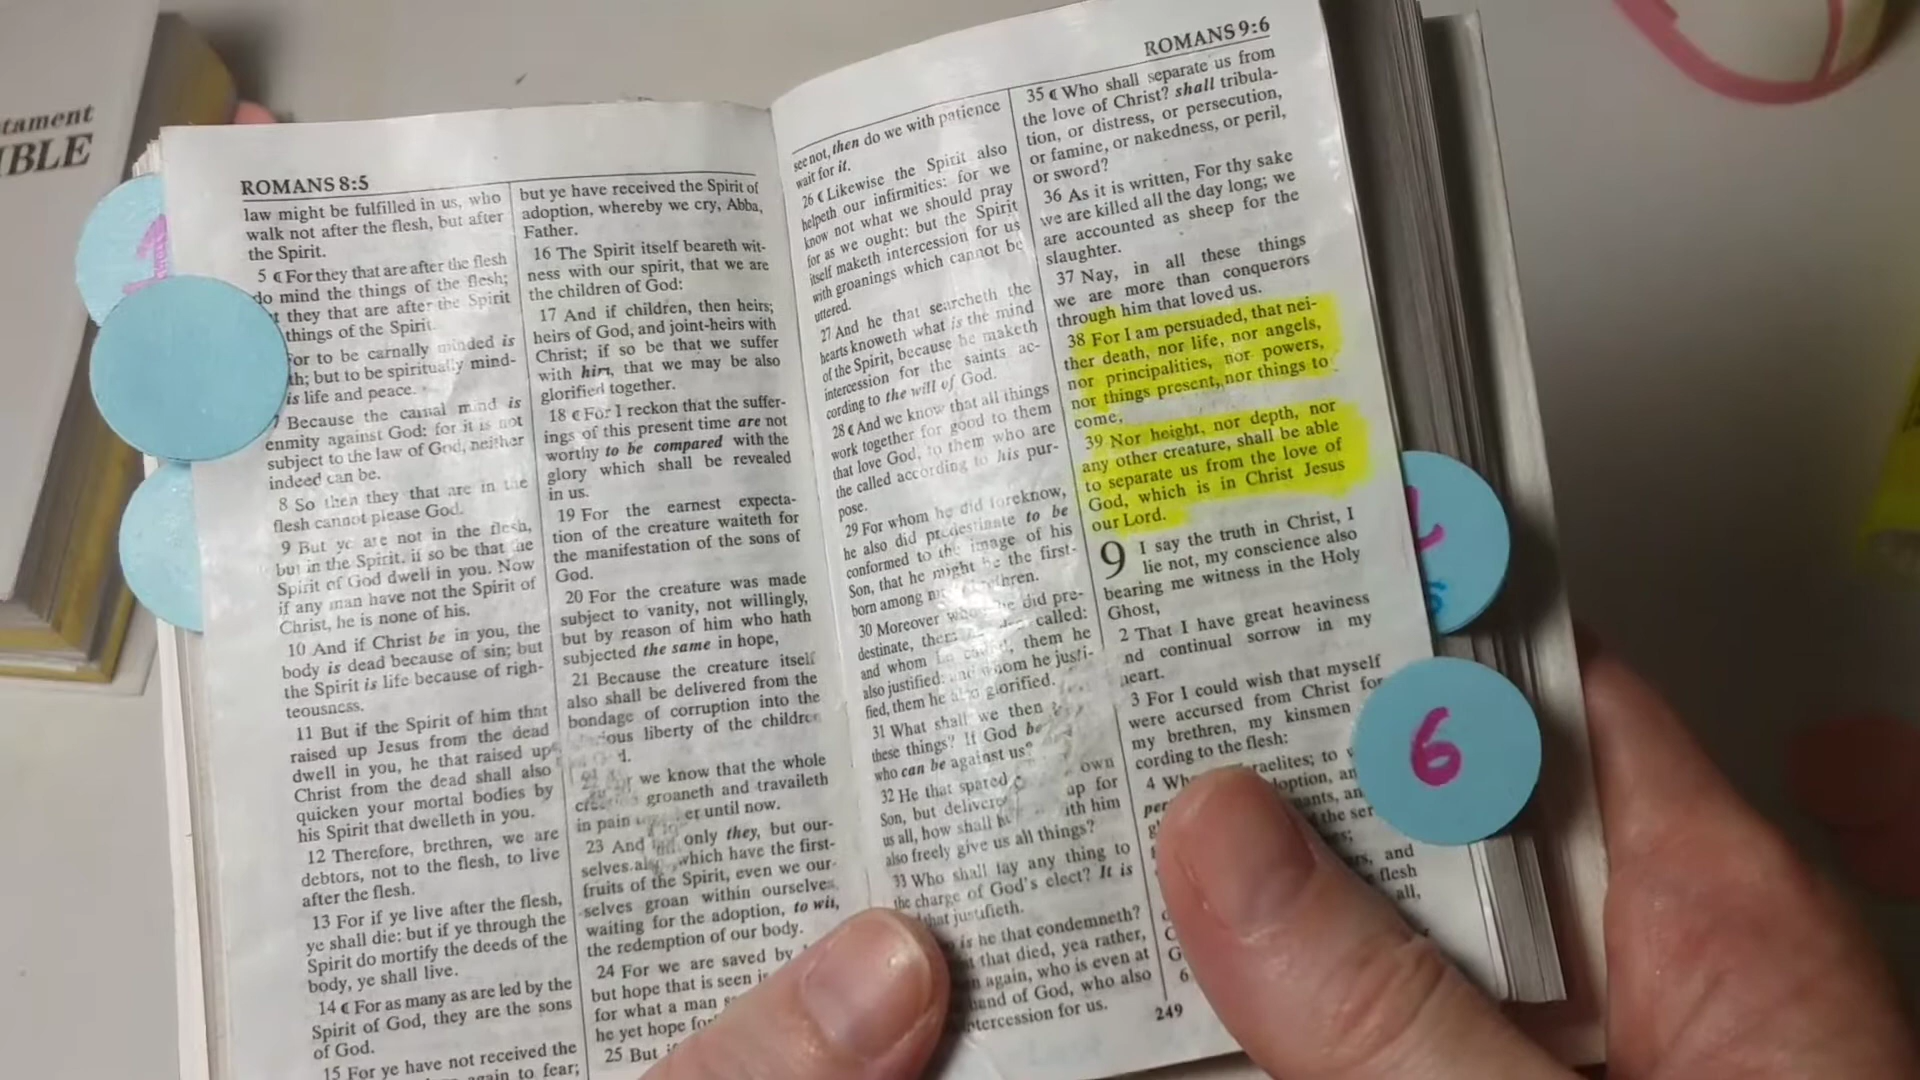 tament
IBLE
ROMANS 8:5
law might be fulfilled in us, who
walk not after the flesh, but after
the Spirit.
5 ⁌ For they that are after the flesh
do mind the things of the flesh;
they that are after the Spirit
things of the Spirit.
or to be carnally minded is
th; but to be spiritually mind-
is life and peace.
7 Because the carnal mind is
enmity against God: for it is not
subject to the law of God, neither
indeed can be.
8 So then they that are in the
flesh cannot please God.
9 But ye are not in the flesh,
but in the Spirit, if so be that the
Spirit of God dwell in you. Now
if any man have not the Spirit of
Christ, he is none of his.
10 And if Christ be in you, the
body is dead because of sin; but
the Spirit is life because of righ-
teousness.
11 But if the Spirit of him that
raised up Jesus from the dead
dwell in you, he that raised up
Christ from the dead shall also
quicken your mortal bodies by
his Spirit that dwelleth in you.
12 Therefore, brethren, we are
debtors, not to the flesh, to live
after the flesh.
13 For if ye live after the flesh,
ye shall die: but if ye through the
Spirit do mortify the deeds of the
body, ye shall live.
14 ⁌ For as many as are led by the
Spirit of God, they are the sons
of God.
15 For ye have not received the
again to fear;
but ye have received the Spirit of
adoption, whereby we cry, Abba,
Father.
16 The Spirit itself beareth wit-
ness with our spirit, that we are
the children of God:
17 And if children, then heirs;
heirs of God, and joint-heirs with
Christ; if so be that we suffer
with him, that we may be also
glorified together.
18 ⁌ For I reckon that the suffer-
ings of this present time are not
worthy to be compared with the
glory which shall be revealed
in us.
19 For the earnest expecta-
tion of the creature waiteth for
the manifestation of the sons of
God.
20 For the creature was made
subject to vanity, not willingly,
but by reason of him who hath
subjected the same in hope,
21 Because the creature itself
also shall be delivered from the
bondage of corruption into the
ious liberty of the children
d.
we know that the whole
groaneth and travaileth
in pain er until now.
23 And only they, but our-
selves also, which have the first-
fruits of the Spirit, even we our-
selves groan within ourselves,
waiting for the adoption, to wit,
the redemption of our body.
24 For we are saved by
but hope that is seen is
for what a man
he yet hope for
25 But
ROMANS 9:6
see not, then do we with patience
wait for it.
26 ⁌ Likewise the Spirit also
helpeth our infirmities: for we
know not what we should pray
for as we ought: but the Spirit
itself maketh intercession for us
with groanings which cannot be
uttered.
27 And he that searcheth the
hearts knoweth what is the mind
of the Spirit, because he maketh
intercession for the saints ac-
cording to the will of God.
28 ⁌ And we know that all things
work together for good to them
that love God, to them who are
the called according to his pur-
pose.
29 For whom he did foreknow,
he also did predestinate to be
conformed to the image of his
Son, that he might be the first-
born among brethren.
30 Moreover whom he did pre-
destinate, them called:
and whom he called, them he
also justified: and whom he justi-
fied, them he also glorified.
31 What shall we then
these things? If God be
who can be against us?
32 He that spared own
Son, but delivered up for
us all, how shall he ith him
also freely give us all things?
33 Who shall lay any thing to
the charge of God's elect? It is
that justifieth.
is he that condemneth?
that died, yea rather,
again, who is even at
hand of God, who also
ntercession for us.
35 ⁌ Who shall separate us from
the love of Christ? shall tribula-
tion, or distress, or persecution,
or famine, or nakedness, or peril,
or sword?
36 As it is written, For thy sake
we are killed all the day long; we
are accounted as sheep for the
slaughter.
37 Nay, in all these things
we are more than conquerors
through him that loved us.
38 For I am persuaded, that nei-
ther death, nor life, nor angels,
nor principalities, nor powers,
nor things present, nor things to
come,
39 Nor height, nor depth, nor
any other creature, shall be able
to separate us from the love of
God, which is in Christ Jesus
our Lord.
9 I say the truth in Christ, I
lie not, my conscience also
bearing me witness in the Holy
Ghost,
2 That I have great heaviness
nd continual sorrow in my
heart.
3 For I could wish that myself
were accursed from Christ for
my brethren, my kinsmen
cording to the flesh:
4 Who raelites; to
doption, an
ants, an
the ser
es;
ers, and
flesh
all,
6
249
6